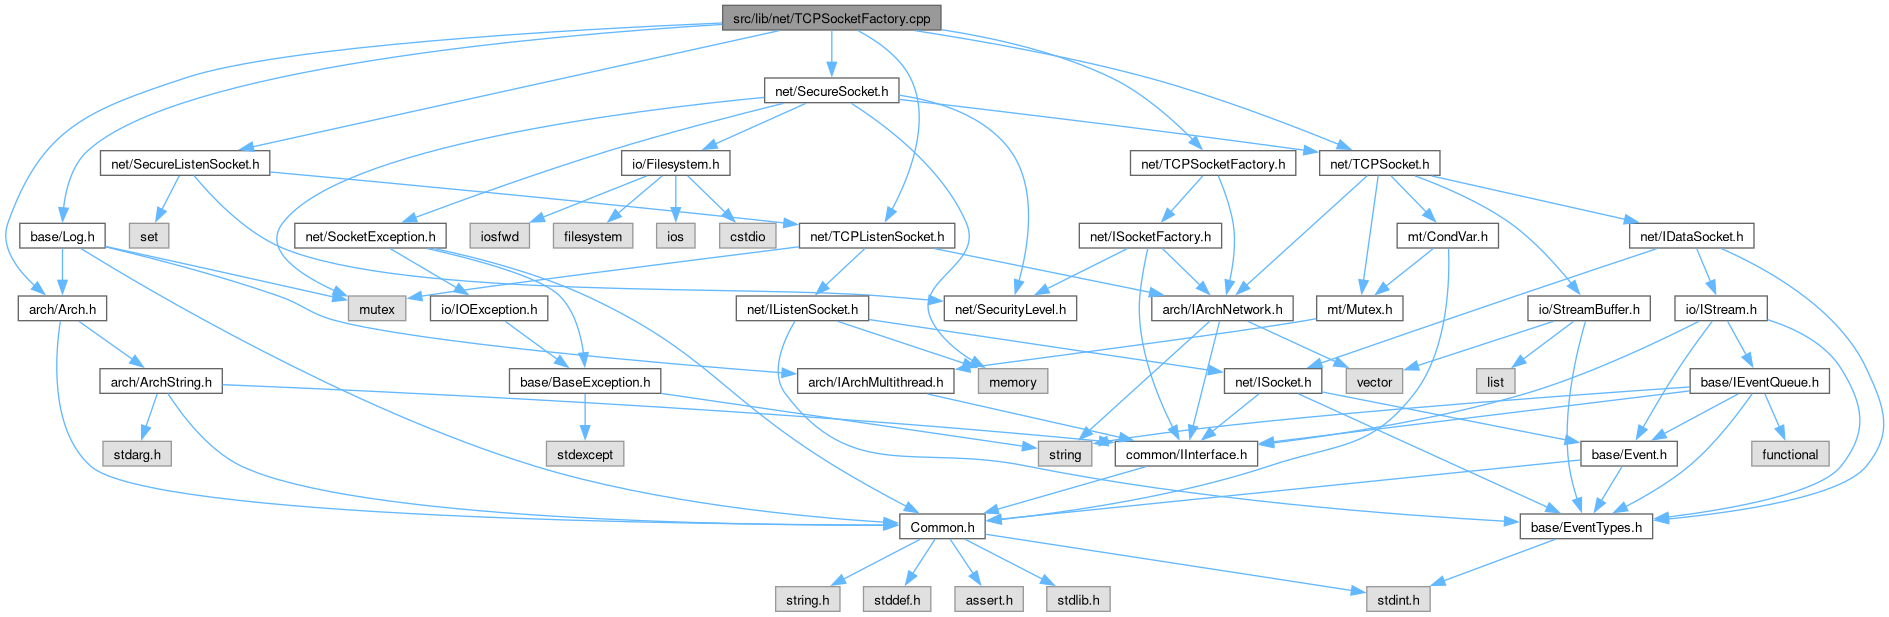 src/lib/net/TCPSocketFactory.cpp
net/SecureSocket.h
net/SecureListenSocket.h
io/Filesystem.h
net/TCPSocketFactory.h
net/TCPSocket.h
base/Log.h
set
net/SocketException.h
iosfwd
filesystem
ios
cstdio
net/TCPListenSocket.h
net/ISocketFactory.h
mt/CondVar.h
net/IDataSocket.h
arch/Arch.h
mutex
io/IOException.h
net/IListenSocket.h
net/SecurityLevel.h
arch/IArchNetwork.h
mt/Mutex.h
io/StreamBuffer.h
io/IStream.h
arch/ArchString.h
base/BaseException.h
arch/IArchMultithread.h
memory
net/ISocket.h
vector
list
base/IEventQueue.h
stdarg.h
stdexcept
string
common/IInterface.h
base/Event.h
functional
Common.h
base/EventTypes.h
string.h
stddef.h
assert.h
stdlib.h
stdint.h